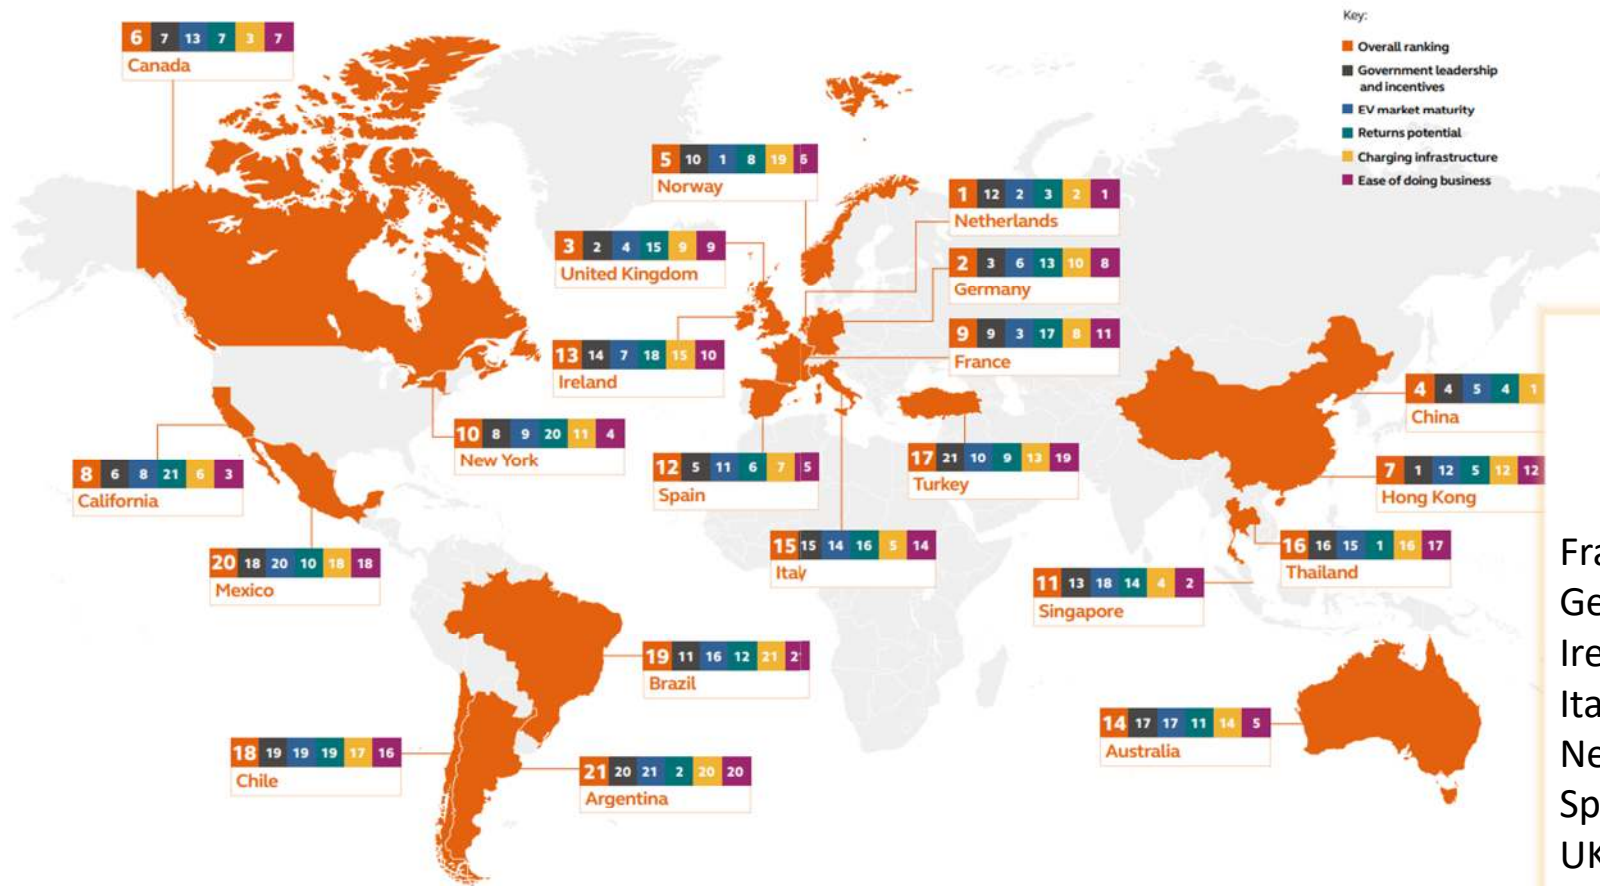 Key:
Overall ranking
Government leadership
and incentives
EV market maturity
Returns potential
Charging infrastructure
Ease of doing business
6 7 13 7 3 7
Canada
5 10 1 8 19 6
Norway
1 12 2 3 2 1
Netherlands
3 2 4 15 9 9
United Kingdom
2 3 6 13 10 8
Germany
9 9 3 17 8 11
France
13 14 7 18 15 10
Ireland
4 4 5 4 1
China
10 8 9 20 11 4
New York
8 6 8 21 6 3
California
12 5 11 6 7 5
Spain
17 21 10 9 13 19
Turkey
7 1 12 5 12 12
Hong Kong
20 18 20 10 18 18
Mexico
15 15 14 16 5 14
Italy
16 16 15 1 16 17
Thailand
11 13 18 14 4 2
Singapore
19 11 16 12 21
Brazil
14 17 17 11 14 5
Australia
18 19 19 19 17 16
Chile
21 20 21 2 20 20
Argentina
Fra
Ge
Ire
Ita
Ne
Sp
UK